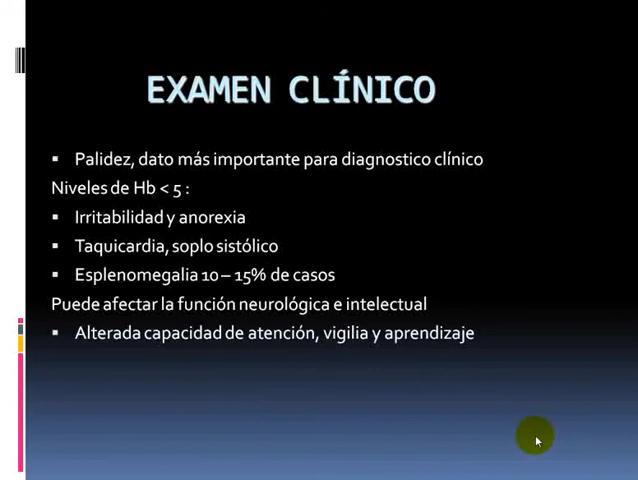 EXAMEN CLÍNICO
▪ Palidez, dato más importante para diagnostico clínico
Niveles de Hb < 5 :
▪ Irritabilidad y anorexia
▪ Taquicardia, soplo sistólico
▪ Esplenomegalia 10 – 15% de casos
Puede afectar la función neurológica e intelectual
▪ Alterada capacidad de atención, vigilia y aprendizaje